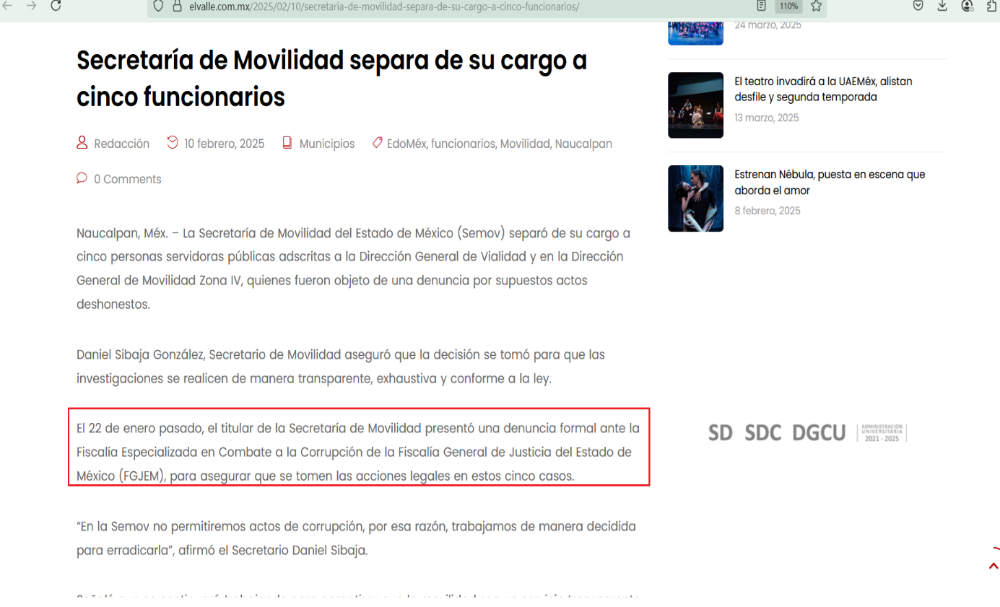 elvalle.com.mx/2025/02/10/secretaria-de-movilidad-separa-de-su-cargo-a-cinco-funcionarios/
110%
Secretaría de Movilidad separa de su cargo a
cinco funcionarios
Redacción 10 febrero, 2025 Municipios EdoMéx, funcionarios, Movilidad, Naucalpan
0 Comments
Naucalpan, Méx. – La Secretaría de Movilidad del Estado de México (Semov) separó de su cargo a
cinco personas servidoras públicas adscritas a la Dirección General de Vialidad y en la Dirección
General de Movilidad Zona IV, quienes fueron objeto de una denuncia por supuestos actos
deshonestos.
Daniel Sibaja González, Secretario de Movilidad aseguró que la decisión se tomó para que las
investigaciones se realicen de manera transparente, exhaustiva y conforme a la ley.
El 22 de enero pasado, el titular de la Secretaría de Movilidad presentó una denuncia formal ante la
Fiscalía Especializada en Combate a la Corrupción de la Fiscalía General de Justicia del Estado de
México (FGJEM), para asegurar que se tomen las acciones legales en estos cinco casos.
“En la Semov no permitiremos actos de corrupción, por esa razón, trabajamos de manera decidida
para erradicarla”, afirmó el Secretario Daniel Sibaja.
24 marzo, 2025
El teatro invadirá a la UAEMéx, alistan
desfile y segunda temporada
13 marzo, 2025
Estrenan Nébula, puesta en escena que
aborda el amor
8 febrero, 2025
SD SDC DGCU
ADMINISTRACIÓN
UNIVERSITARIA
2021 - 2025